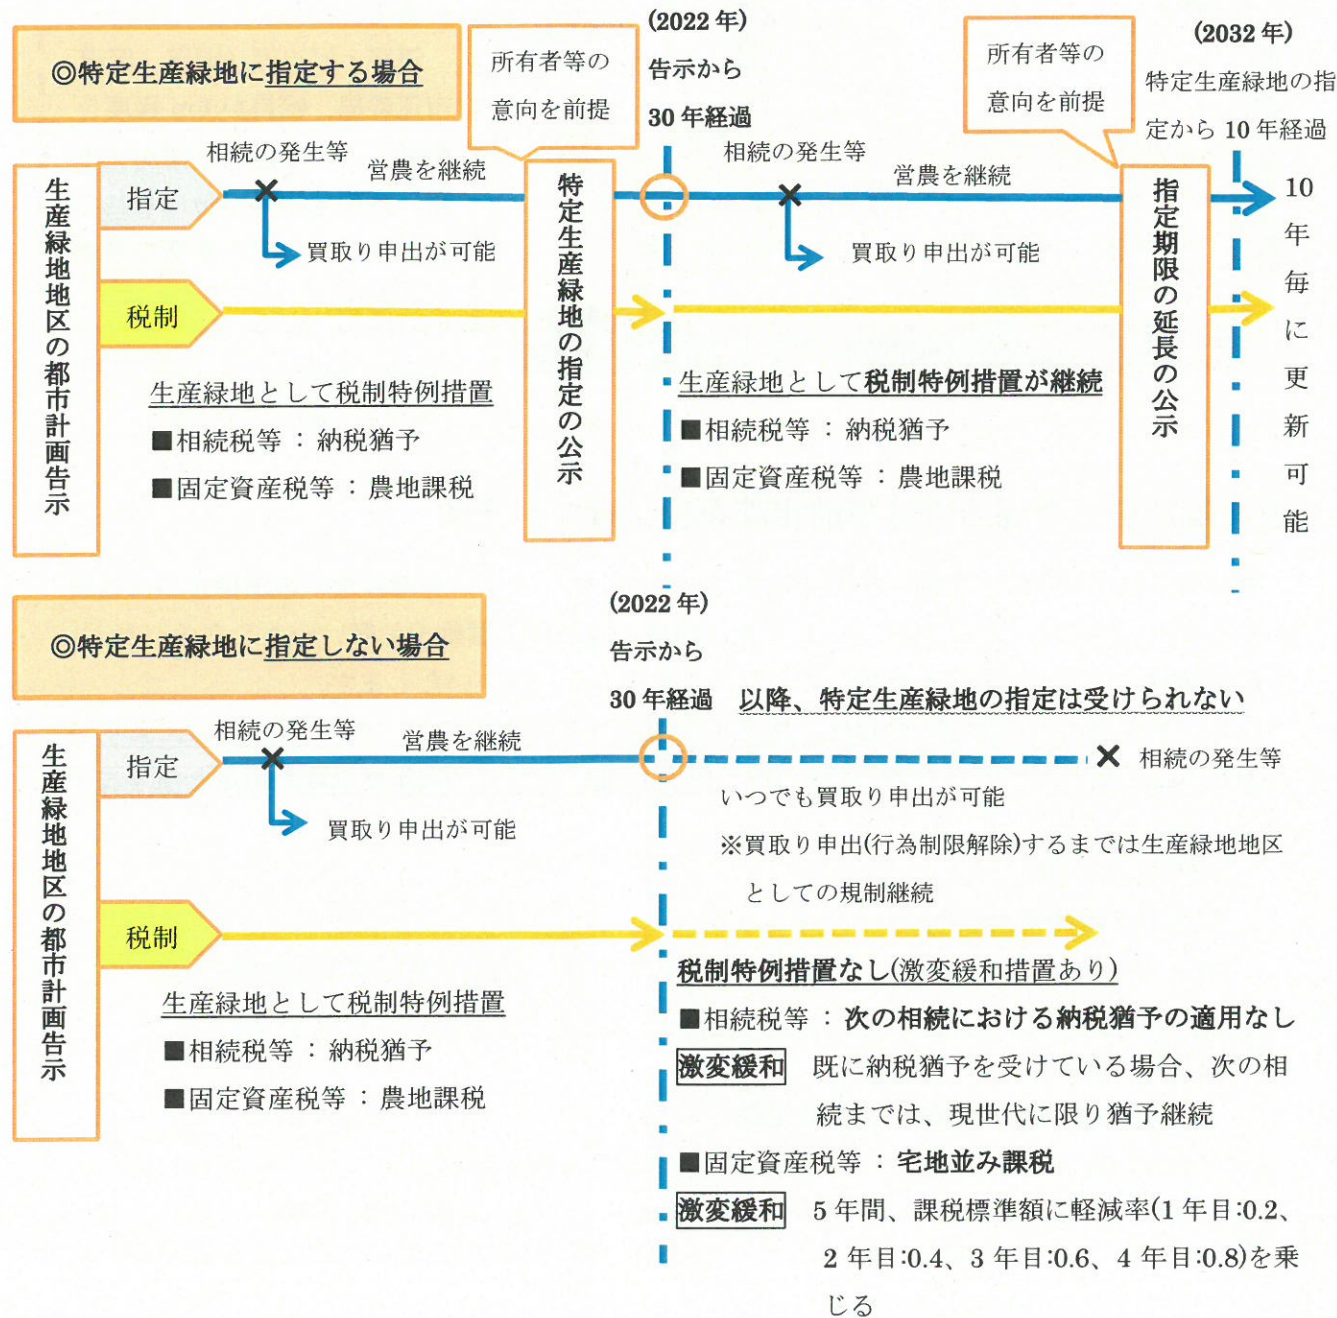 ◎特定生産緑地に指定する場合
所有者等の
意向を前提
(2022 年)
告示から
30 年経過
所有者等の
意向を前提
(2032 年)
特定生産緑地の指
定から 10 年経過
生産緑地地区の都市計画告示
指定
相続の発生等
営農を継続
買取り申出が可能
特定生産緑地の指定の公示
相続の発生等
営農を継続
買取り申出が可能
指定期限の延長の公示
10年毎に更新可能
税制
生産緑地として税制特例措置
■相続税等：納税猶予
■固定資産税等：農地課税
生産緑地として税制特例措置が継続
■相続税等：納税猶予
■固定資産税等：農地課税
◎特定生産緑地に指定しない場合
(2022 年)
告示から
30 年経過 以降、特定生産緑地の指定は受けられない
生産緑地地区の都市計画告示
指定
相続の発生等
営農を継続
買取り申出が可能
相続の発生等
いつでも買取り申出が可能
※買取り申出(行為制限解除)するまでは生産緑地地区
としての規制継続
税制
生産緑地として税制特例措置
■相続税等：納税猶予
■固定資産税等：農地課税
税制特例措置なし(激変緩和措置あり)
■相続税等：次の相続における納税猶予の適用なし
激変緩和 既に納税猶予を受けている場合、次の相
続までは、現世代に限り猶予継続
■固定資産税等：宅地並み課税
激変緩和 5 年間、課税標準額に軽減率(1 年目:0.2、
2 年目:0.4、3 年目:0.6、4 年目:0.8)を乗
じる